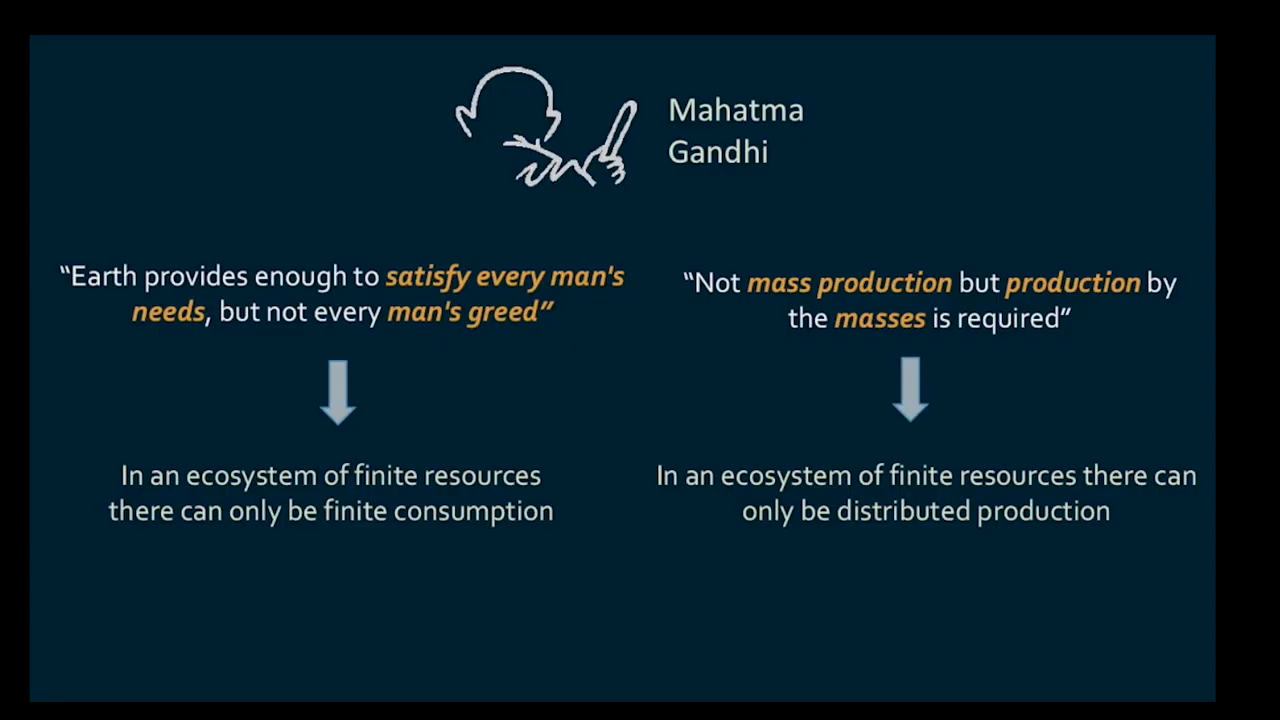 Mahatma
Gandhi
“Earth provides enough to satisfy every man's
needs, but not every man's greed”
“Not mass production but production by
the masses is required”
In an ecosystem of finite resources
there can only be finite consumption
In an ecosystem of finite resources there can
only be distributed production